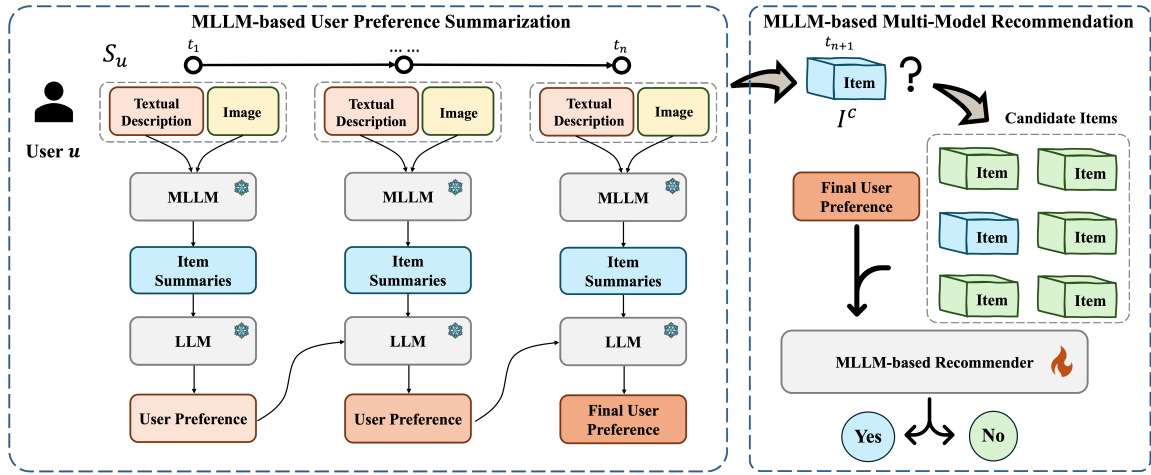 MLLM-based User Preference Summarization
S_u
t_1
... ...
t_n
User u
Textual
Description
Image
Textual
Description
Image
Textual
Description
Image
MLLM
MLLM
MLLM
Item
Summaries
Item
Summaries
Item
Summaries
LLM
LLM
LLM
User Preference
User Preference
Final User
Preference
MLLM-based Multi-Model Recommendation
t_{n+1}
Item
?
I^c
Candidate Items
Item
Item
Item
Item
Item
Item
Final User
Preference
MLLM-based Recommender
Yes
No